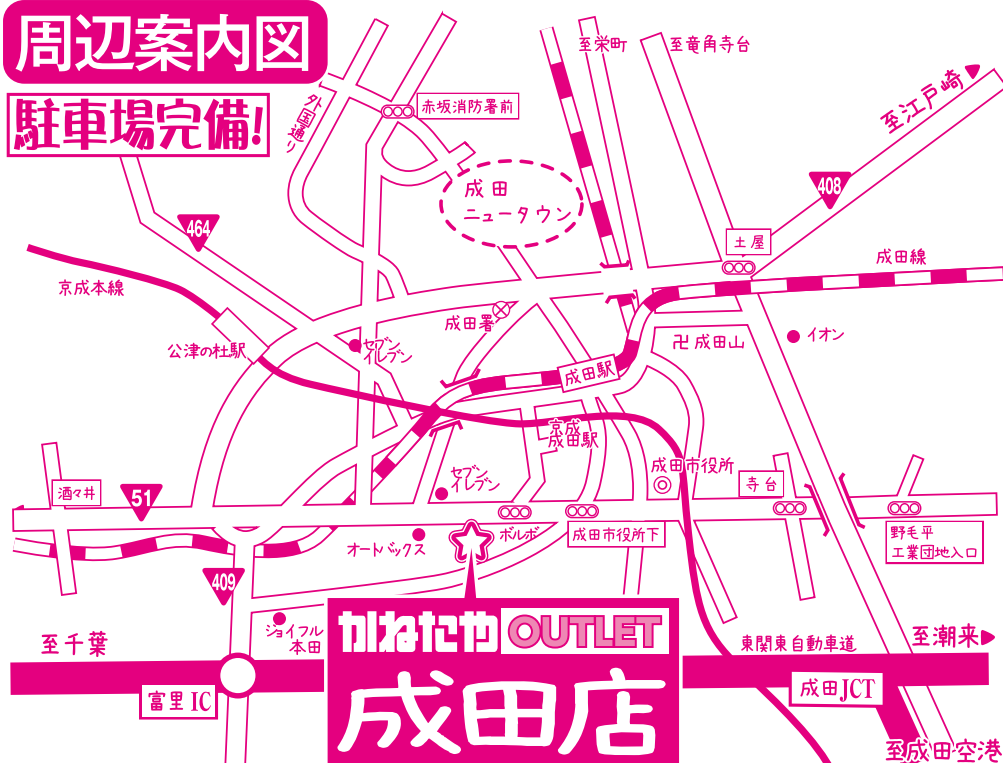 周辺案内図
駐車場完備!
外国通り
赤坂消防署前
至栄町
至竜角寺台
至江戸崎
408
成田
ニュータウン
464
土屋
成田線
京成本線
成田署
公津の杜駅
セブン
イレブン
卍成田山
イオン
成田駅
京成
成田駅
成田市役所
セブン
イレブン
酒々井
51
寺台
オートバックス
ボルボ
成田市役所下
野毛平
工業団地入口
409
ジョイフル
本田
かねたや OUTLET
成田店
至千葉
富里 IC
東関東自動車道
至潮来
成田JCT
至成田空港